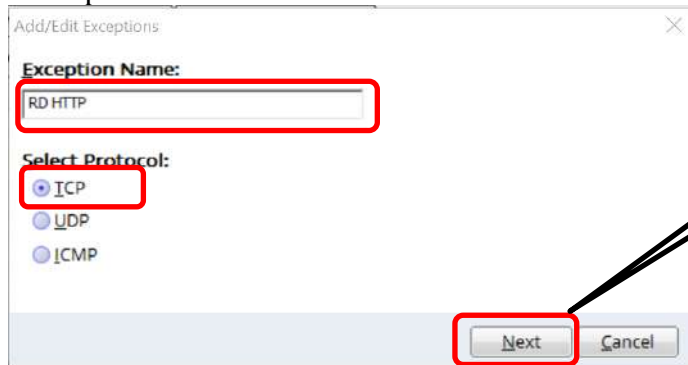 Add/Edit Exceptions
Exception Name:
RD HTTP
Select Protocol:
TCP
UDP
ICMP
Next
Cancel